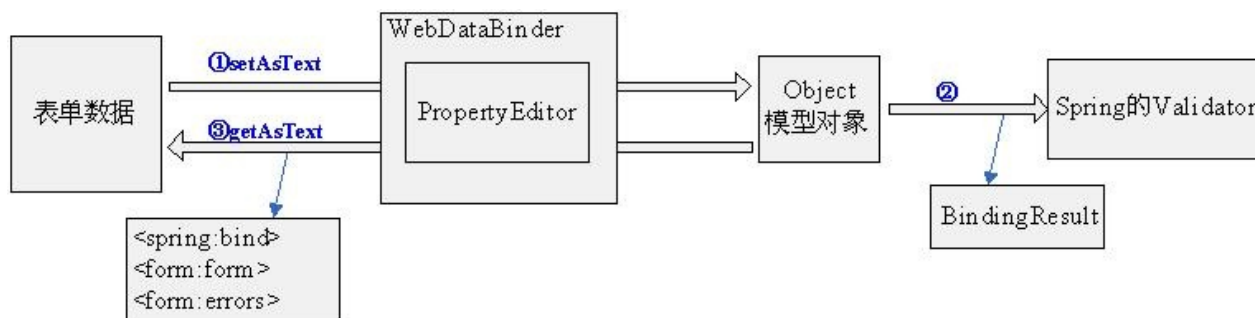 WebDataBinder
①setAsText
表单数据
PropertyEditor
③getAsText
Object
模型对象
②
Spring的Validator
BindingResult
<spring:bind>
<form:form>
<form:errors>